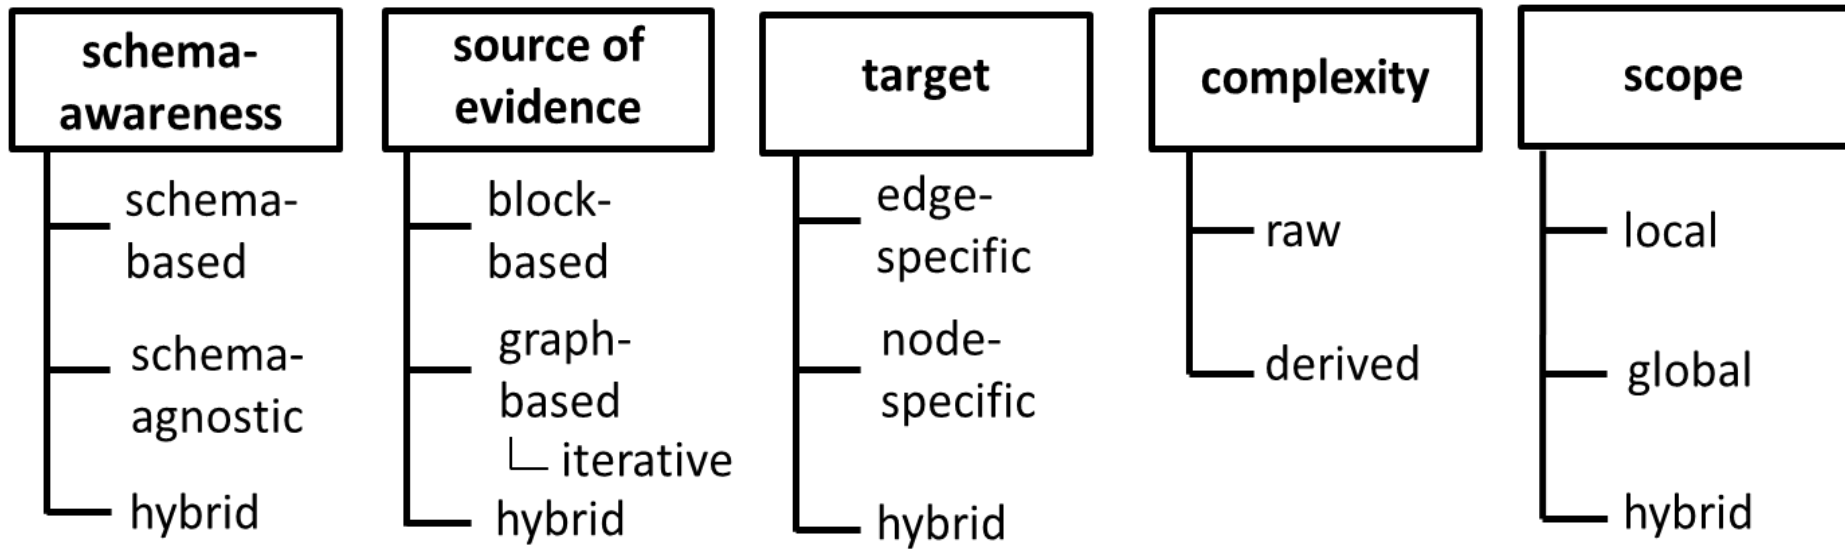 schema-
awareness
schema-
based
schema-
agnostic
hybrid
source of
evidence
block-
based
graph-
based
iterative
hybrid
target
edge-
specific
node-
specific
hybrid
complexity
raw
derived
scope
local
global
hybrid